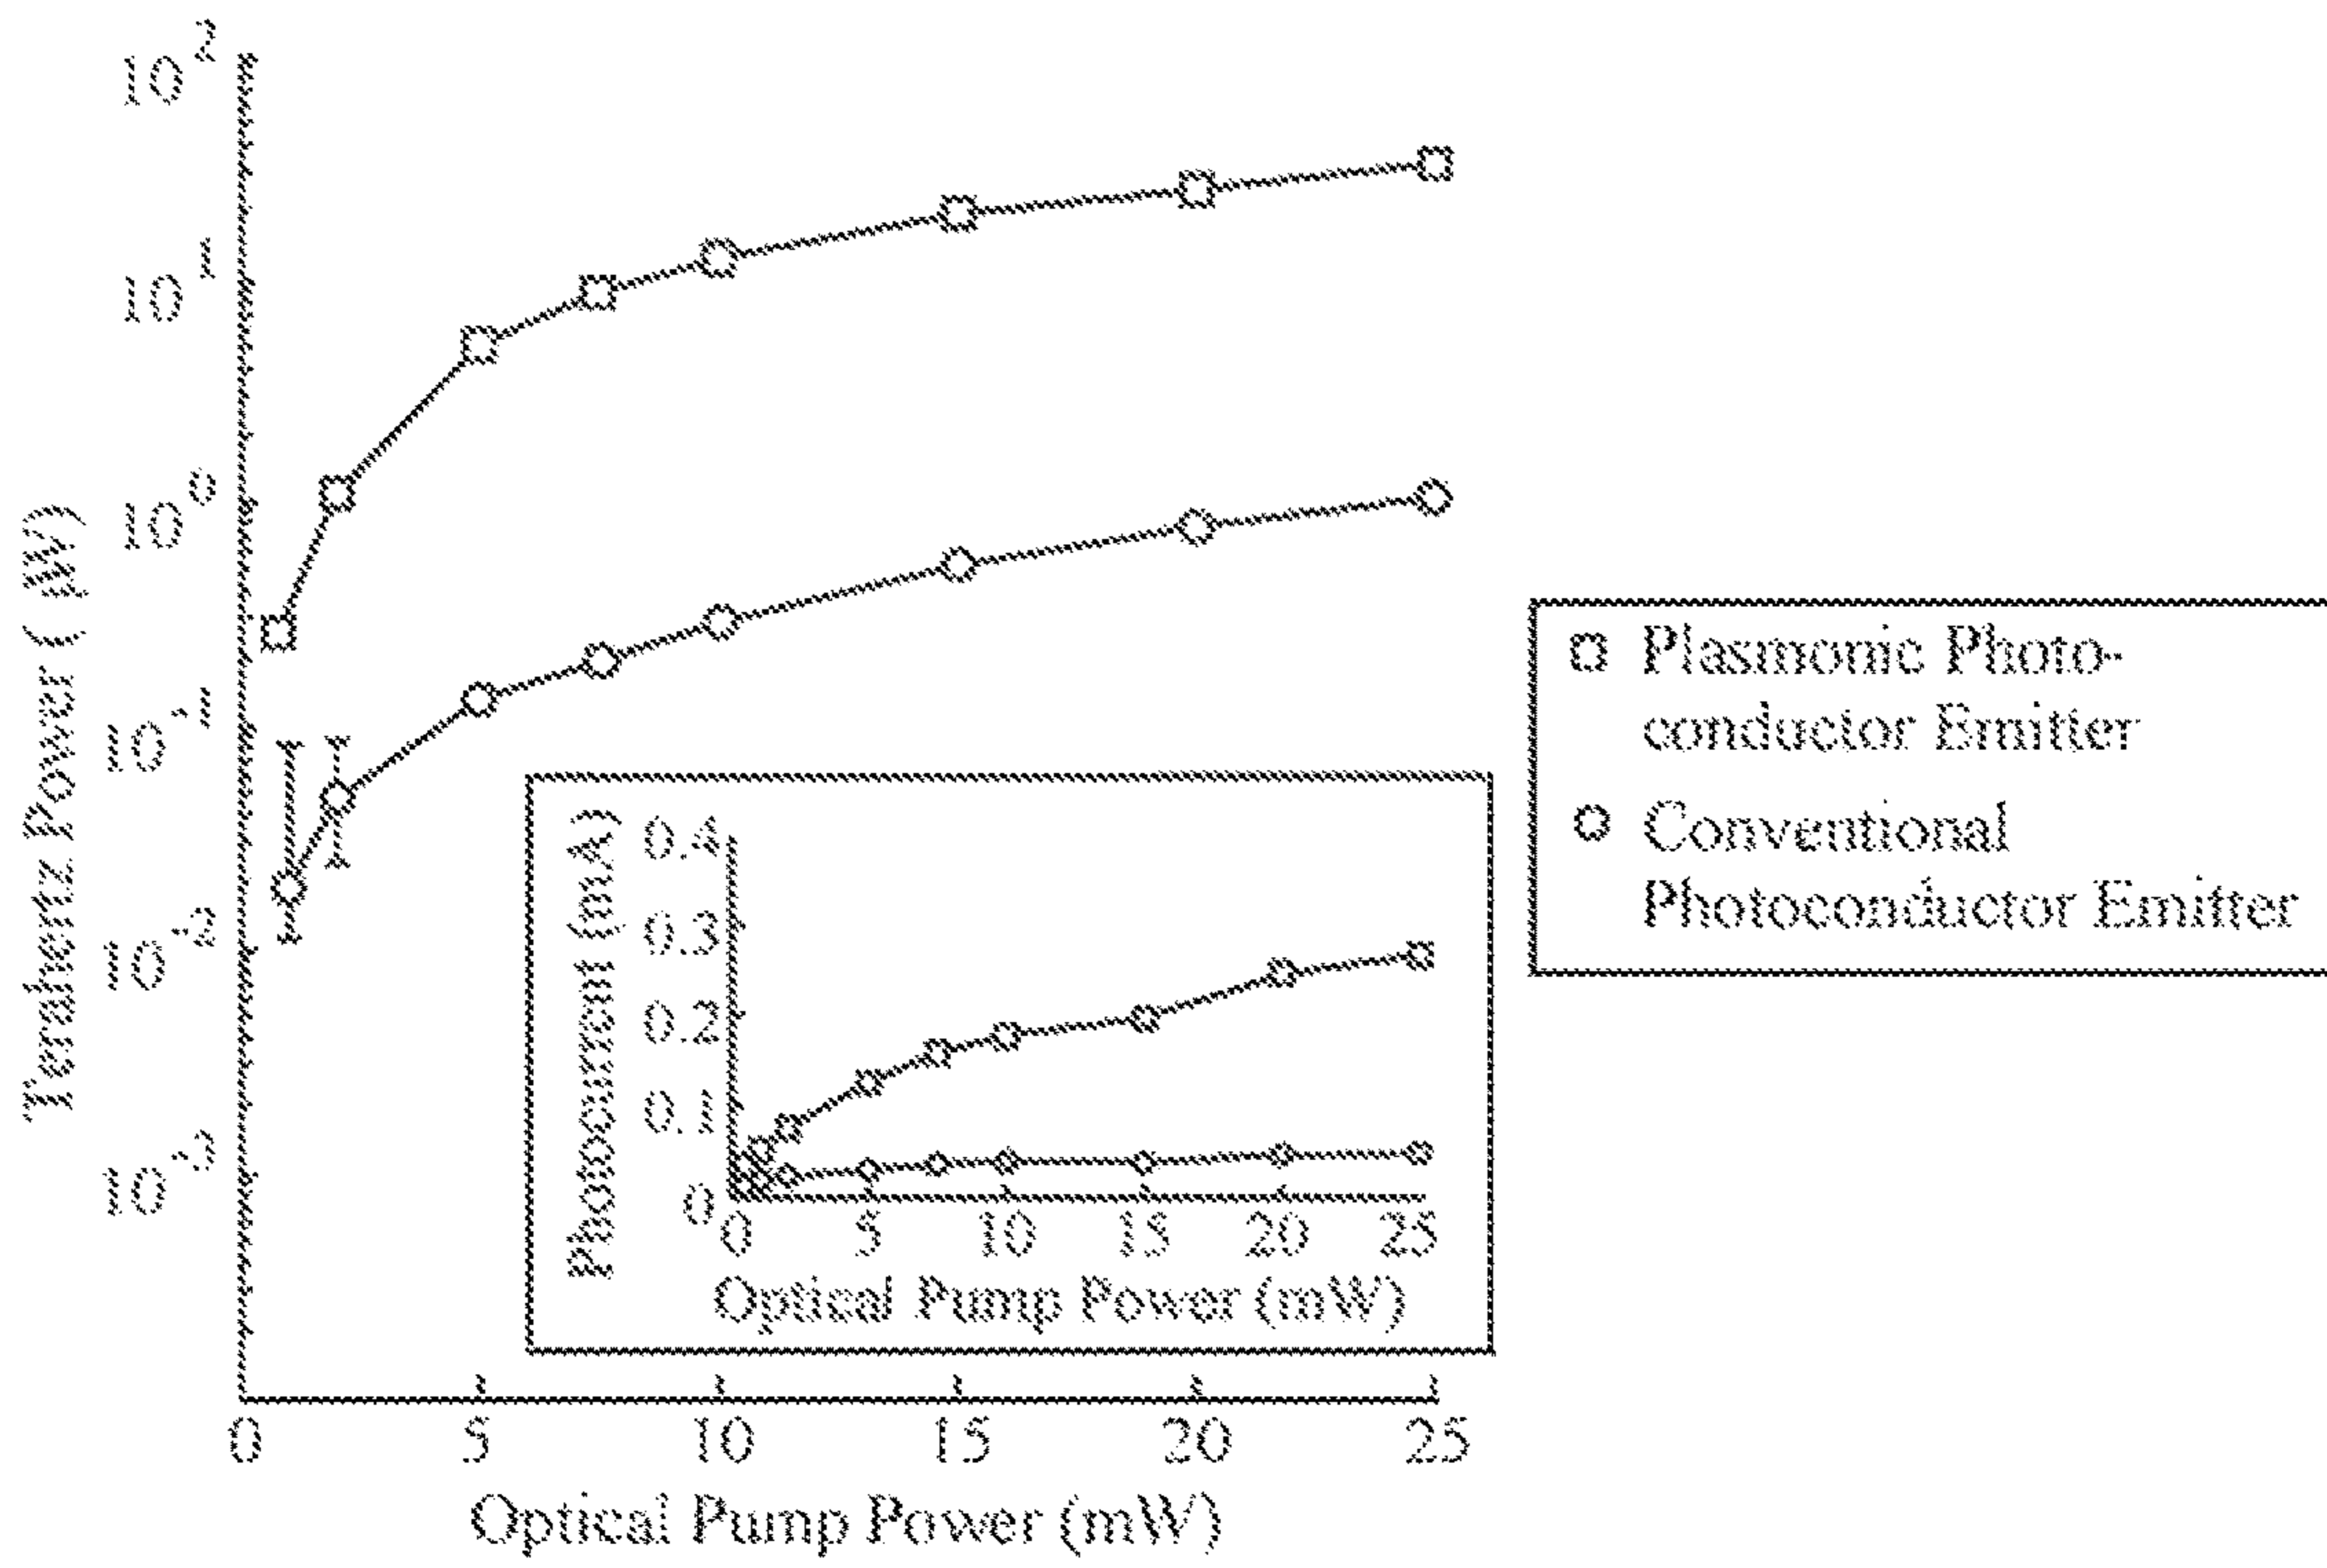 10^2
10^1
10^0
10^-1
10^-2
10^-3
Terahertz Power ( μW)
0 5 10 15 20 25
Optical Pump Power (mW)
Plasmonic Photo-
conductor Emitter
Conventional
Photoconductor Emitter
0.4
0.3
0.2
0.1
0
Photocurrent (mA)
0 5 10 15 20 25
Optical Pump Power (mW)